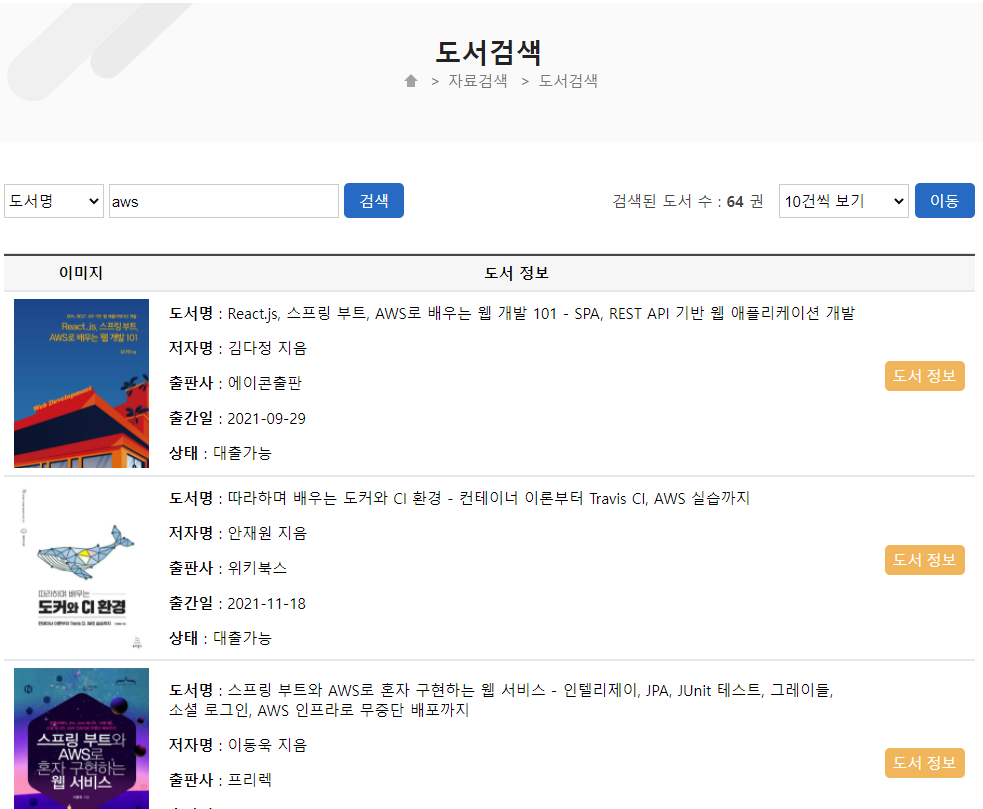 도서검색
> 자료검색 > 도서검색
도서명 aws 검색 검색된 도서 수 : 64 권 10건씩 보기 이동
이미지 도서 정보
React.js, 스프링 부트,
AWS로 배우는 웹 개발 101
Web Development
도서명 : React.js, 스프링 부트, AWS로 배우는 웹 개발 101 - SPA, REST API 기반 웹 애플리케이션 개발
저자명 : 김다정 지음
출판사 : 에이콘출판
출간일 : 2021-09-29
상태 : 대출가능
도서 정보
따라하며 배우는
도커와 CI 환경
도서명 : 따라하며 배우는 도커와 CI 환경 - 컨테이너 이론부터 Travis CI, AWS 실습까지
저자명 : 안재원 지음
출판사 : 위키북스
출간일 : 2021-11-18
상태 : 대출가능
도서 정보
스프링 부트와
AWS로
혼자 구현하는
웹 서비스
도서명 : 스프링 부트와 AWS로 혼자 구현하는 웹 서비스 - 인텔리제이, JPA, JUnit 테스트, 그레이들,
소셜 로그인, AWS 인프라로 무중단 배포까지
저자명 : 이동욱 지음
출판사 : 프리렉
도서 정보